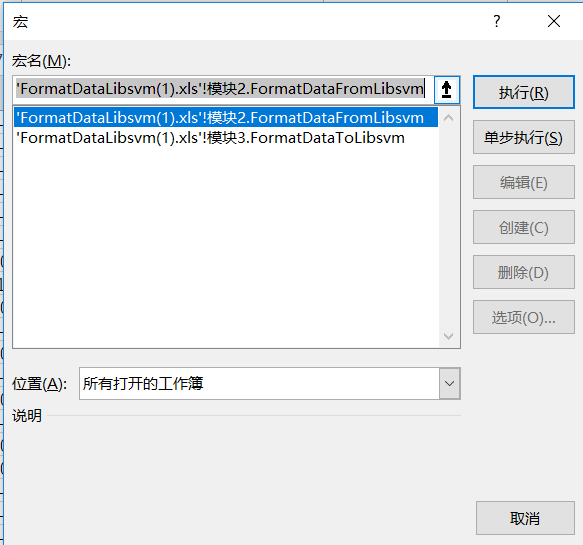 宏
宏名(M):
'FormatDataLibsvm(1).xls'!模块2.FormatDataFromLibsvm
'FormatDataLibsvm(1).xls'!模块2.FormatDataFromLibsvm
'FormatDataLibsvm(1).xls'!模块3.FormatDataToLibsvm
执行(R)
单步执行(S)
编辑(E)
创建(C)
删除(D)
选项(O)...
位置(A): 所有打开的工作簿
说明
取消